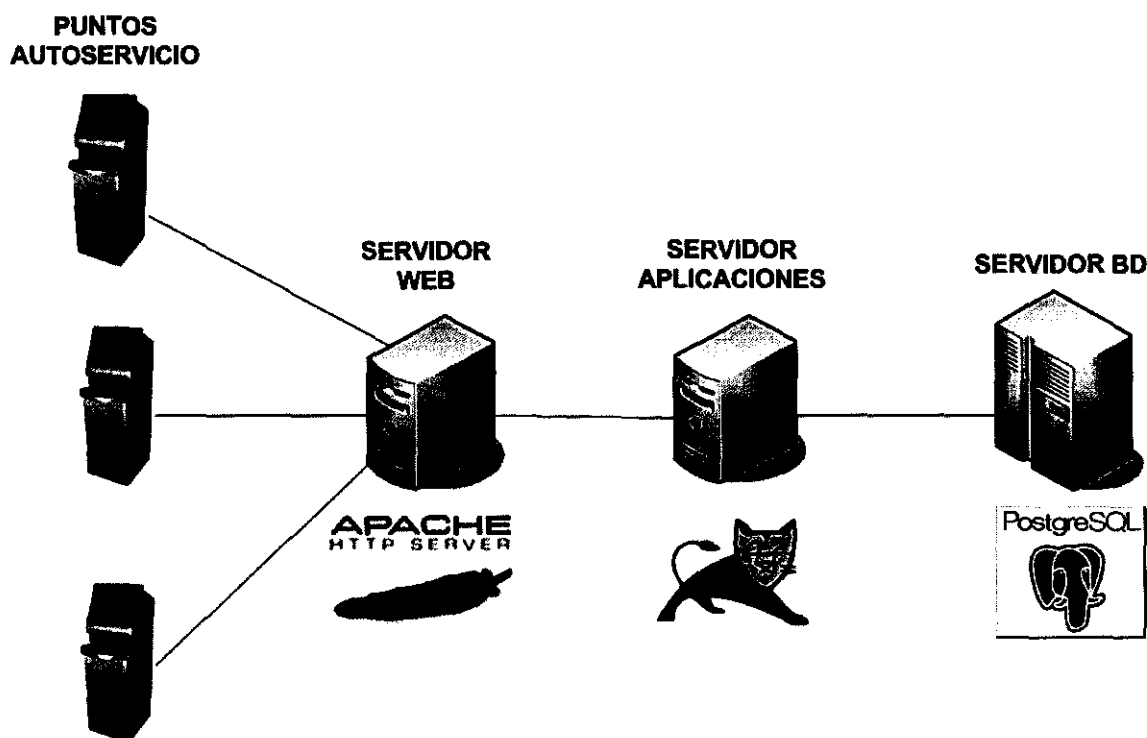 PUNTOS
AUTOSERVICIO
SERVIDOR
WEB
SERVIDOR
APLICACIONES
SERVIDOR BD
APACHE
HTTP SERVER
PostgreSQL